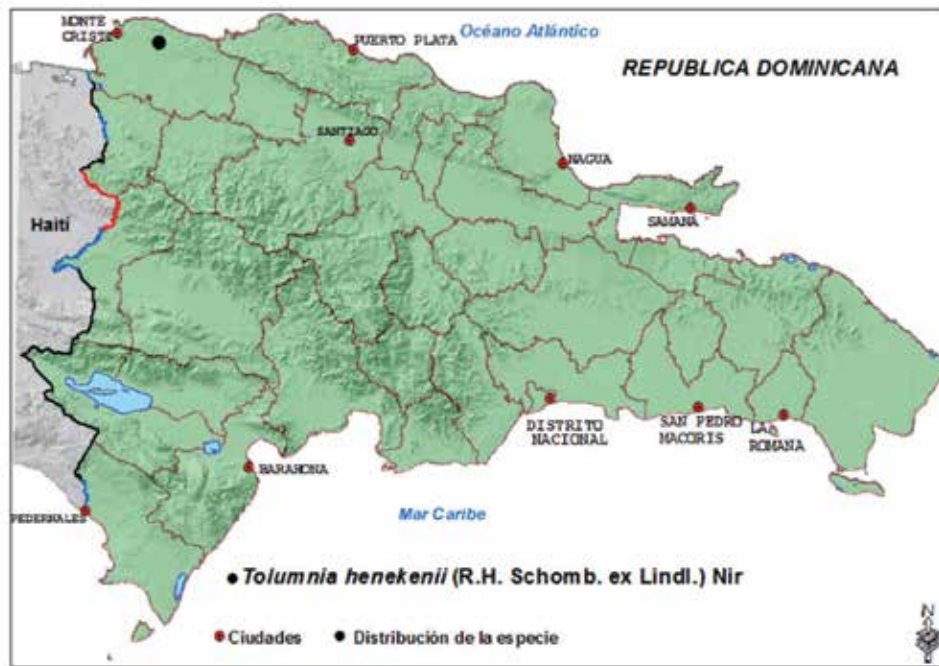 MONTE
CRISTI
Océano Atlántico
PUERTO PLATA
REPUBLICA DOMINICANA
SANTIAGO
NAGUA
Haití
SAMANA
DISTRITO
NACIONAL
SAN PEDRO
MACORIS
LA
ROMANA
BARAHONA
PEDERNALES
Mar Caribe
Tolumnia henekenii (R.H. Schomb. ex Lindl.) Nir
Ciudades
Distribución de la especie
N